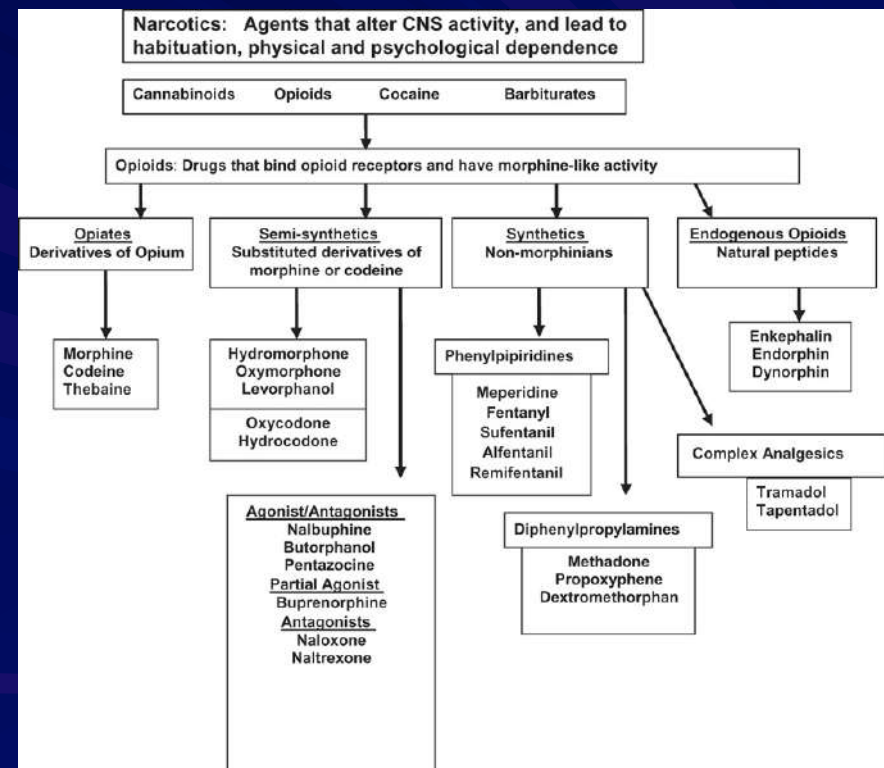 Narcotics: Agents that alter CNS activity, and lead to
habituation, physical and psychological dependence
Cannabinoids Opioids Cocaine Barbiturates
Opioids: Drugs that bind opioid receptors and have morphine-like activity
Opiates
Derivatives of Opium
Semi-synthetics
Substituted derivatives of
morphine or codeine
Synthetics
Non-morphinians
Endogenous Opioids
Natural peptides
Morphine
Codeine
Thebaine
Hydromorphone
Oxymorphone
Levorphanol
Oxycodone
Hydrocodone
Agonist/Antagonists
Nalbuphine
Butorphanol
Pentazocine
Partial Agonist
Buprenorphine
Antagonists
Naloxone
Naltrexone
Phenylpipiridines
Meperidine
Fentanyl
Sufentanil
Alfentanil
Remifentanil
Diphenylpropylamines
Methadone
Propoxyphene
Dextromethorphan
Complex Analgesics
Tramadol
Tapentadol
Enkephalin
Endorphin
Dynorphin